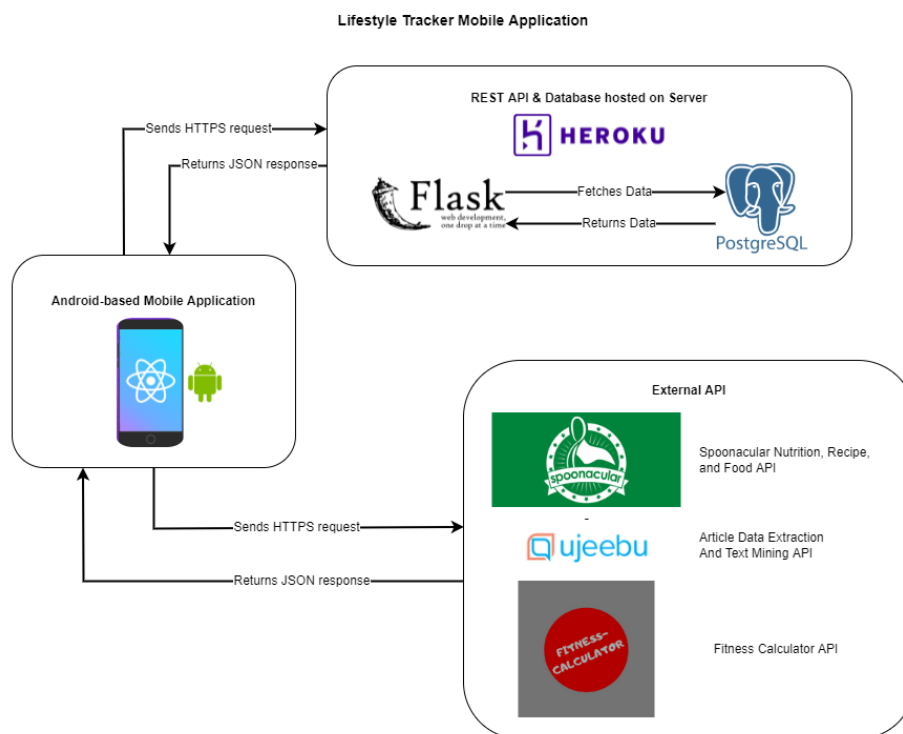 Lifestyle Tracker Mobile Application
REST API & Database hosted on Server
HEROKU
Sends HTTPS request
Returns JSON response
Flask
web development,
one drop at a time
Fetches Data
Returns Data
PostgreSQL
Android-based Mobile Application
External API
spoonacular
Spoonacular Nutrition, Recipe,
and Food API
Sends HTTPS request
ujeebu
Article Data Extraction
And Text Mining API
Returns JSON response
FITNESS-
CALCULATOR
Fitness Calculator API